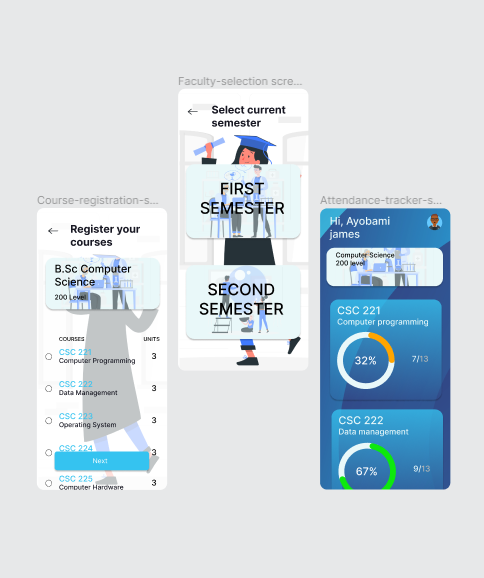 Faculty-selection scre...
Select current
semester
FIRST
SEMESTER
SECOND
SEMESTER
Course-registration-s...
Register your
courses
B.Sc Computer
Science
200 Level
COURSES UNITS
CSC 221
Computer Programming 3
CSC 222
Data Management 3
CSC 223
Operating System 3
CSC 224
3
Next
CSC 225
Computer Hardware 3
Attendance-tracker-s...
Hi, Ayobami
james
Computer Science
200 level
CSC 221
Computer programming
32% 7/13
CSC 222
Data management
67% 9/13